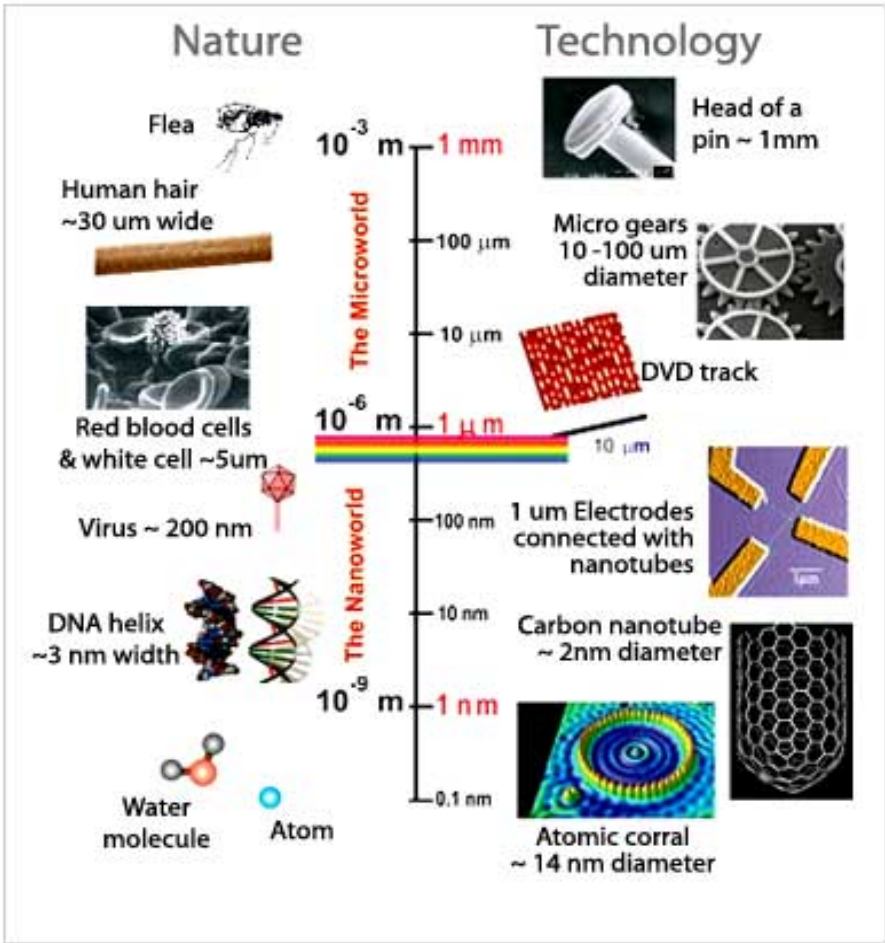 Nature
Technology
Flea
10-3 m
1 mm
Head of a
pin ~ 1mm
Human hair
~30 um wide
The Microworld
100 μm
Micro gears
10 -100 um
diameter
10 μm
DVD track
Red blood cells
& white cell ~5um
10-6 m
1 μm
10 μm
Virus ~ 200 nm
The Nanoworld
100 nm
1 um Electrodes
connected with
nanotubes
1μm
DNA helix
~3 nm width
10 nm
Carbon nanotube
~ 2nm diameter
10-9 m
1 nm
Water
molecule
Atom
0.1 nm
Atomic corral
~ 14 nm diameter